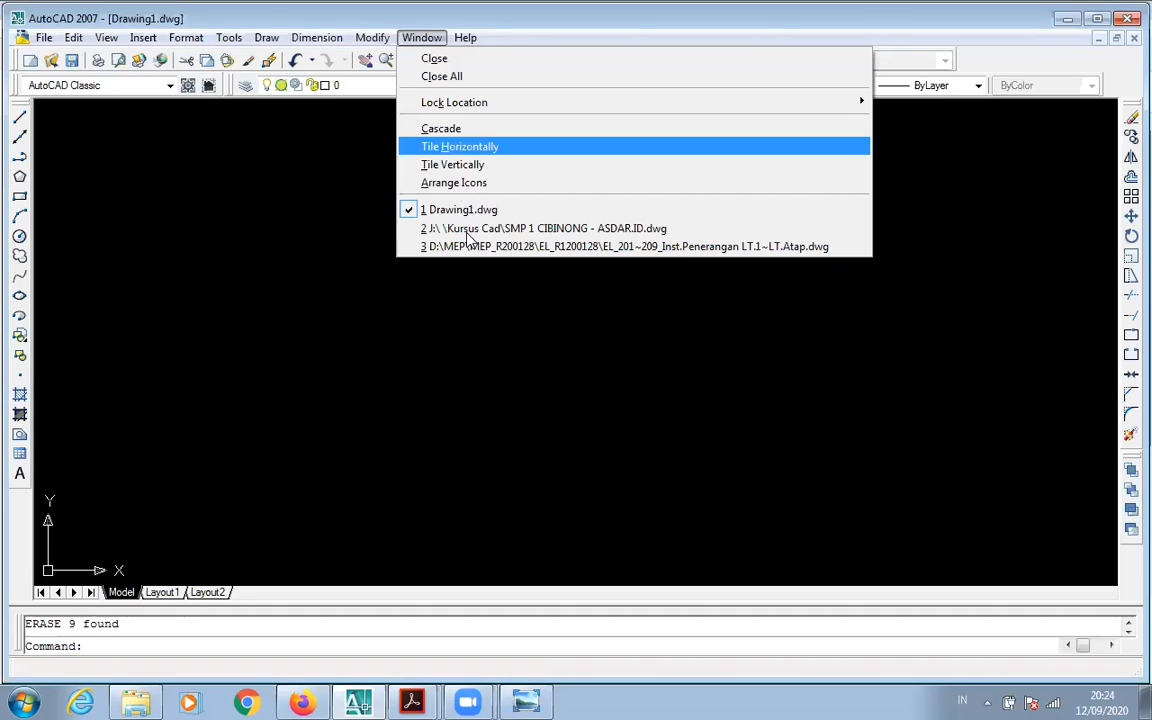 AutoCAD 2007 - [Drawing1.dwg]
File Edit View Insert Format Tools Draw Dimension Modify Window Help
AutoCAD Classic
0
ByLayer
ByColor
Close
Close All
Lock Location
Cascade
Tile Horizontally
Tile Vertically
Arrange Icons
1 Drawing1.dwg
2 J:\ \Kursus Cad\SMP 1 CIBINONG - ASDAR.ID.dwg
3 D:\MEP\MEP_R200128\EL_R1200128\EL_201~209_Inst.Penerangan LT.1~LT.Atap.dwg
A
Y
X
Model Layout1 Layout2
ERASE 9 found
Command:
IN
20:24
12/09/2020